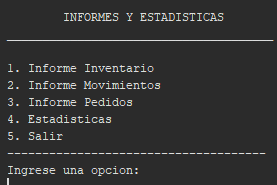 INFORMES Y ESTADISTICAS
1. Informe Inventario
2. Informe Movimientos
3. Informe Pedidos
4. Estadisticas
5. Salir
Ingrese una opcion: